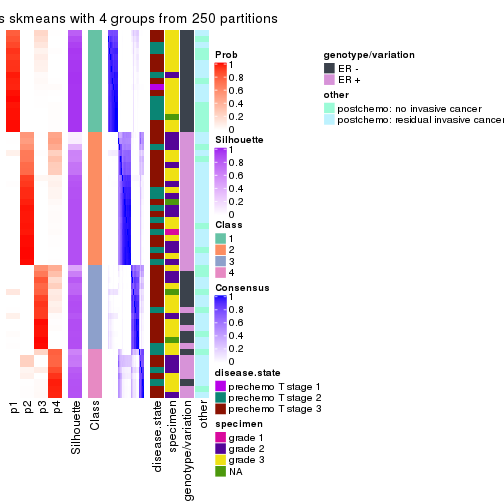 s skmeans with 4 groups from 250 partitions
Prob
1
0.8
0.6
0.4
0.2
0
Silhouette
1
0.8
0.6
0.4
0.2
0
Class
1
2
3
4
Consensus
1
0.8
0.6
0.4
0.2
0
disease.state
prechemo T stage 1
prechemo T stage 2
prechemo T stage 3
specimen
grade 1
grade 2
grade 3
NA
genotype/variation
ER -
ER +
other
postchemo: no invasive cancer
postchemo: residual invasive cancer
p1
p2
p3
p4
Silhouette
Class
disease.state
specimen
genotype/variation
other